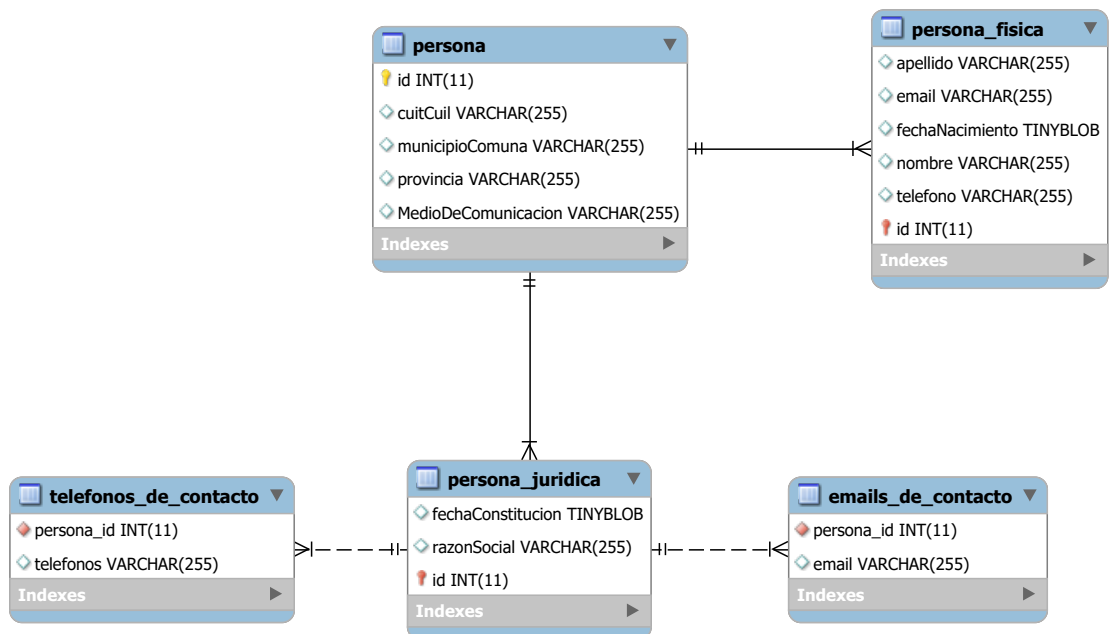 persona
id INT(11)
cuitCuil VARCHAR(255)
municipioComuna VARCHAR(255)
provincia VARCHAR(255)
MedioDeComunicacion VARCHAR(255)
Indexes
persona_fisica
apellido VARCHAR(255)
email VARCHAR(255)
fechaNacimiento TINYBLOB
nombre VARCHAR(255)
telefono VARCHAR(255)
id INT(11)
Indexes
telefonos_de_contacto
persona_id INT(11)
telefonos VARCHAR(255)
Indexes
persona_juridica
fechaConstitucion TINYBLOB
razonSocial VARCHAR(255)
id INT(11)
Indexes
emails_de_contacto
persona_id INT(11)
email VARCHAR(255)
Indexes